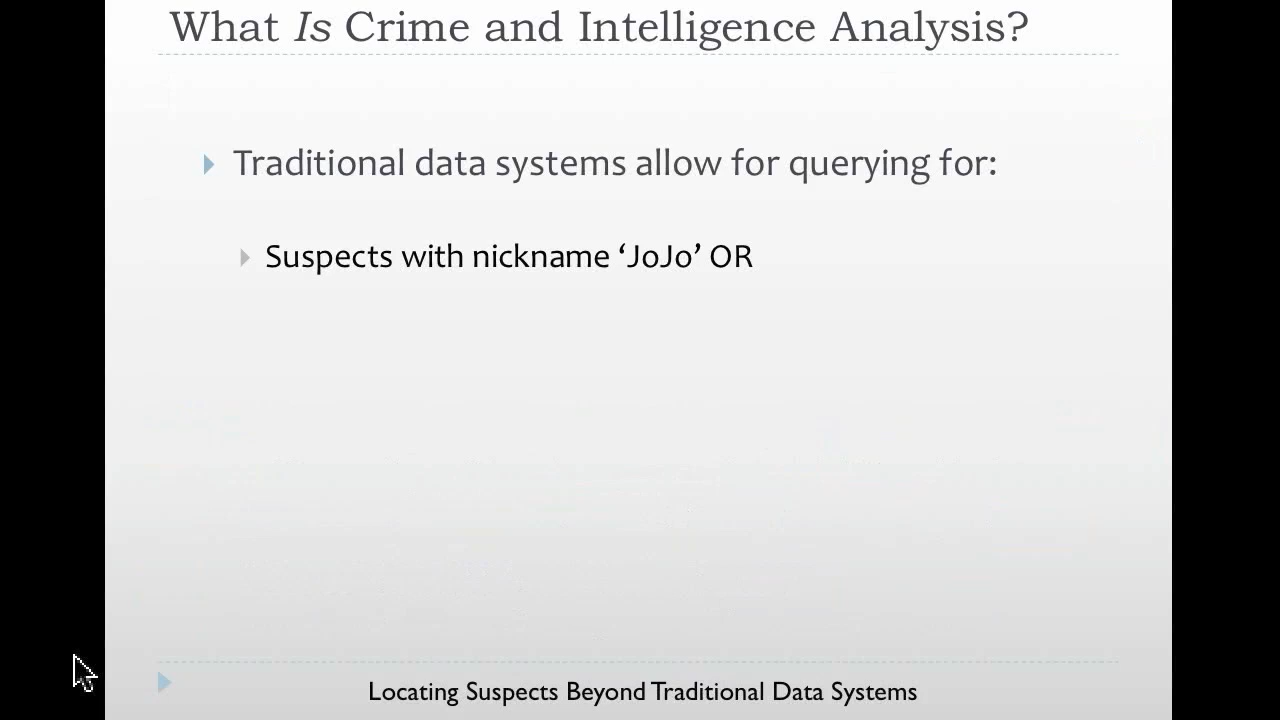 What Is Crime and Intelligence Analysis?
Traditional data systems allow for querying for:
Suspects with nickname ‘JoJo’ OR
Locating Suspects Beyond Traditional Data Systems